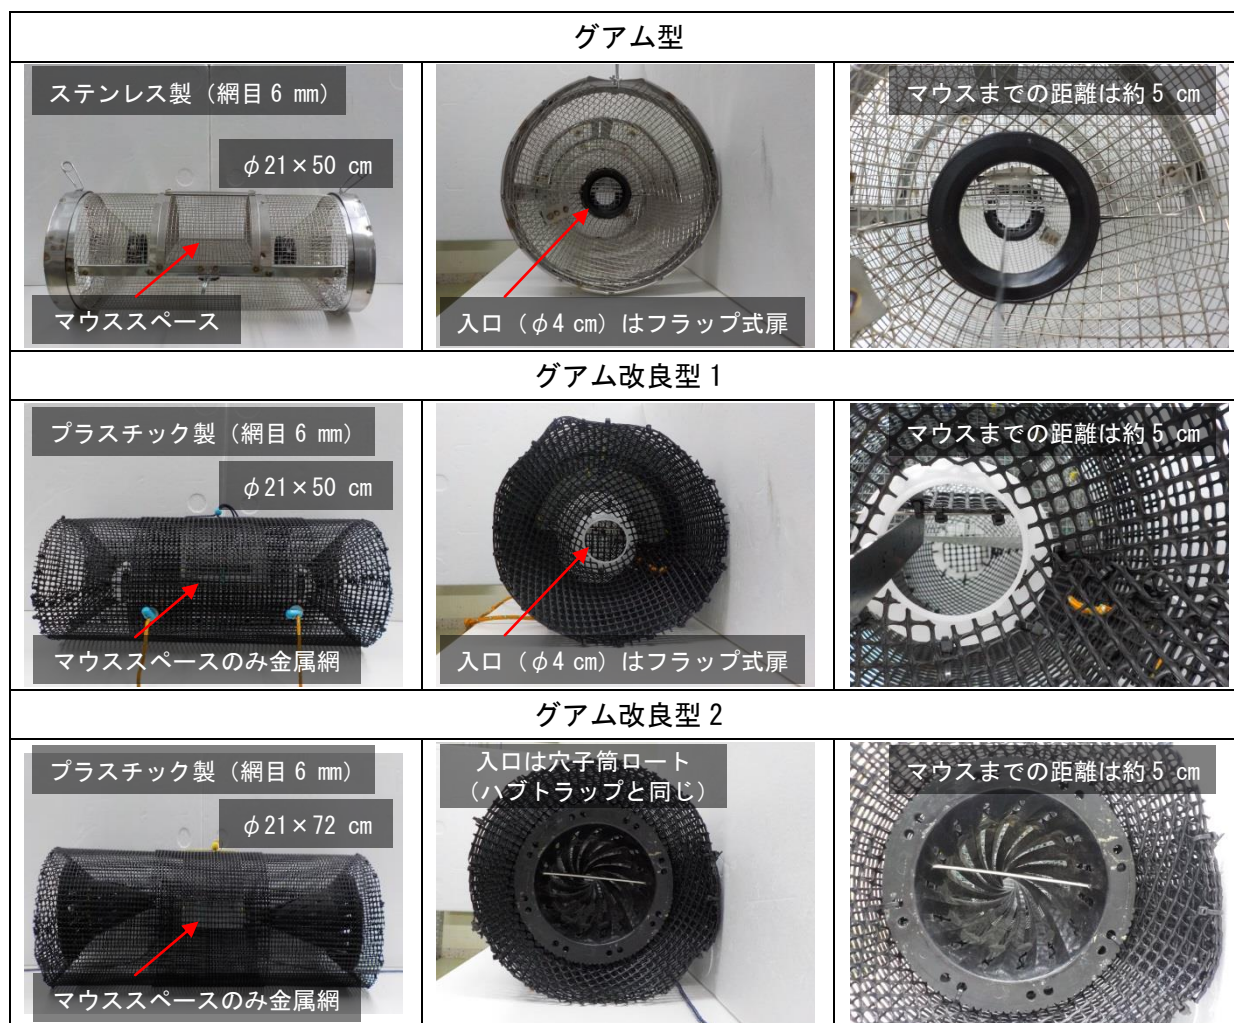 グアム型
ステンレス製（網目 6 mm）
φ21×50 cm
マウススペース
入口（φ4 cm）はフラップ式扉
マウスまでの距離は約 5 cm
グアム改良型 1
プラスチック製（網目 6 mm）
φ21×50 cm
マウススペースのみ金属網
入口（φ4 cm）はフラップ式扉
マウスまでの距離は約 5 cm
グアム改良型 2
プラスチック製（網目 6 mm）
φ21×72 cm
マウススペースのみ金属網
入口は穴子筒ロート
（ハブトラップと同じ）
マウスまでの距離は約 5 cm